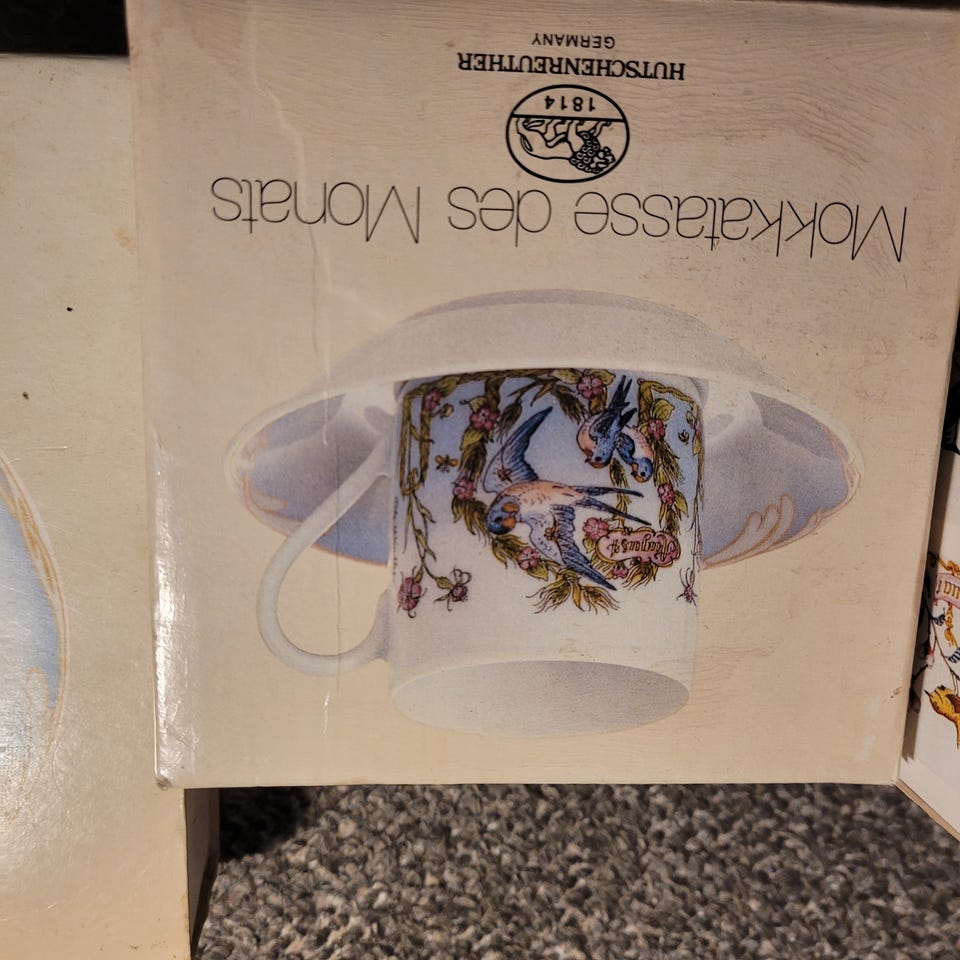 August
Mokkatasse des Monats
1814
HUTSCHENREUTHER
GERMANY